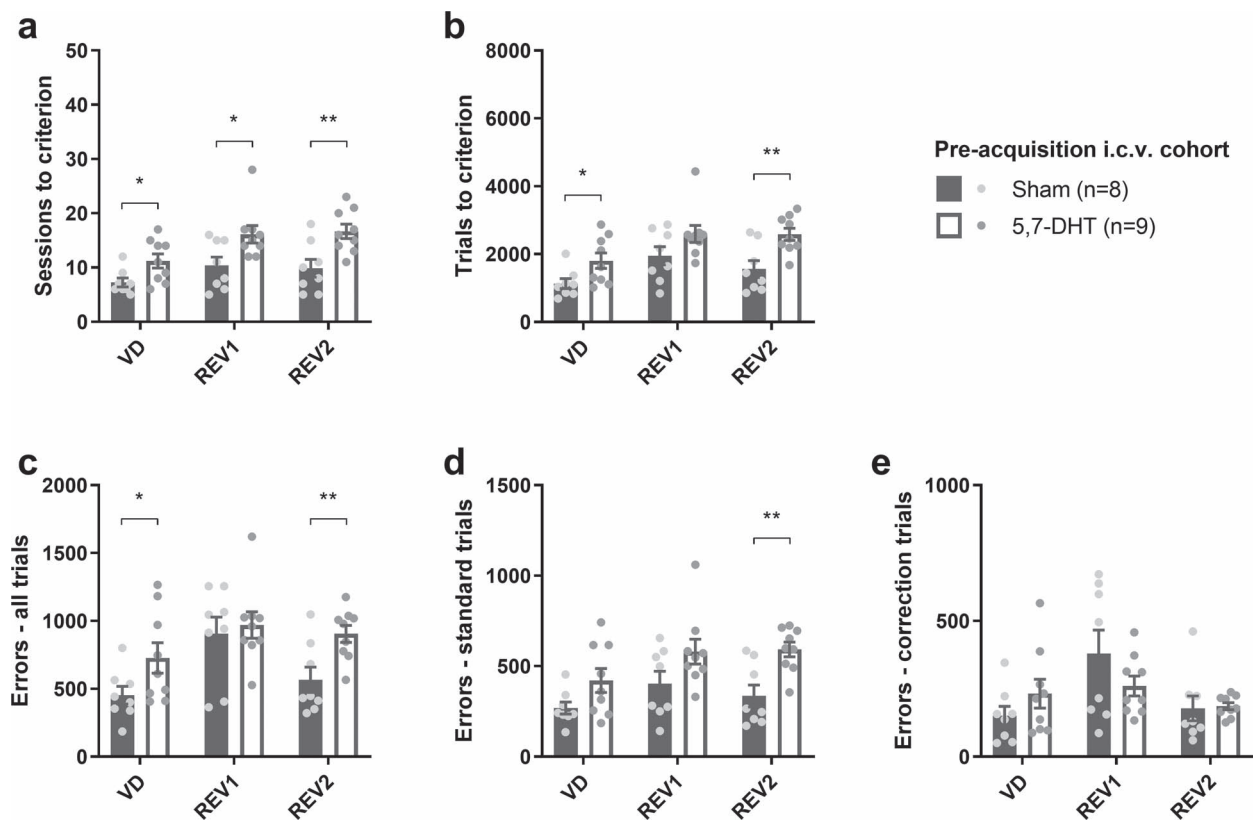 a
Sessions to criterion
50
40
30
20
10
0
*
*
**
VD
REV1
REV2
b
Trials to criterion
8000
6000
4000
2000
0
*
**
VD
REV1
REV2
Pre-acquisition i.c.v. cohort
Sham (n=8)
5,7-DHT (n=9)
c
Errors - all trials
2000
1500
1000
500
0
*
**
VD
REV1
REV2
d
Errors - standard trials
1500
1000
500
0
**
VD
REV1
REV2
e
Errors - correction trials
1000
500
0
VD
REV1
REV2